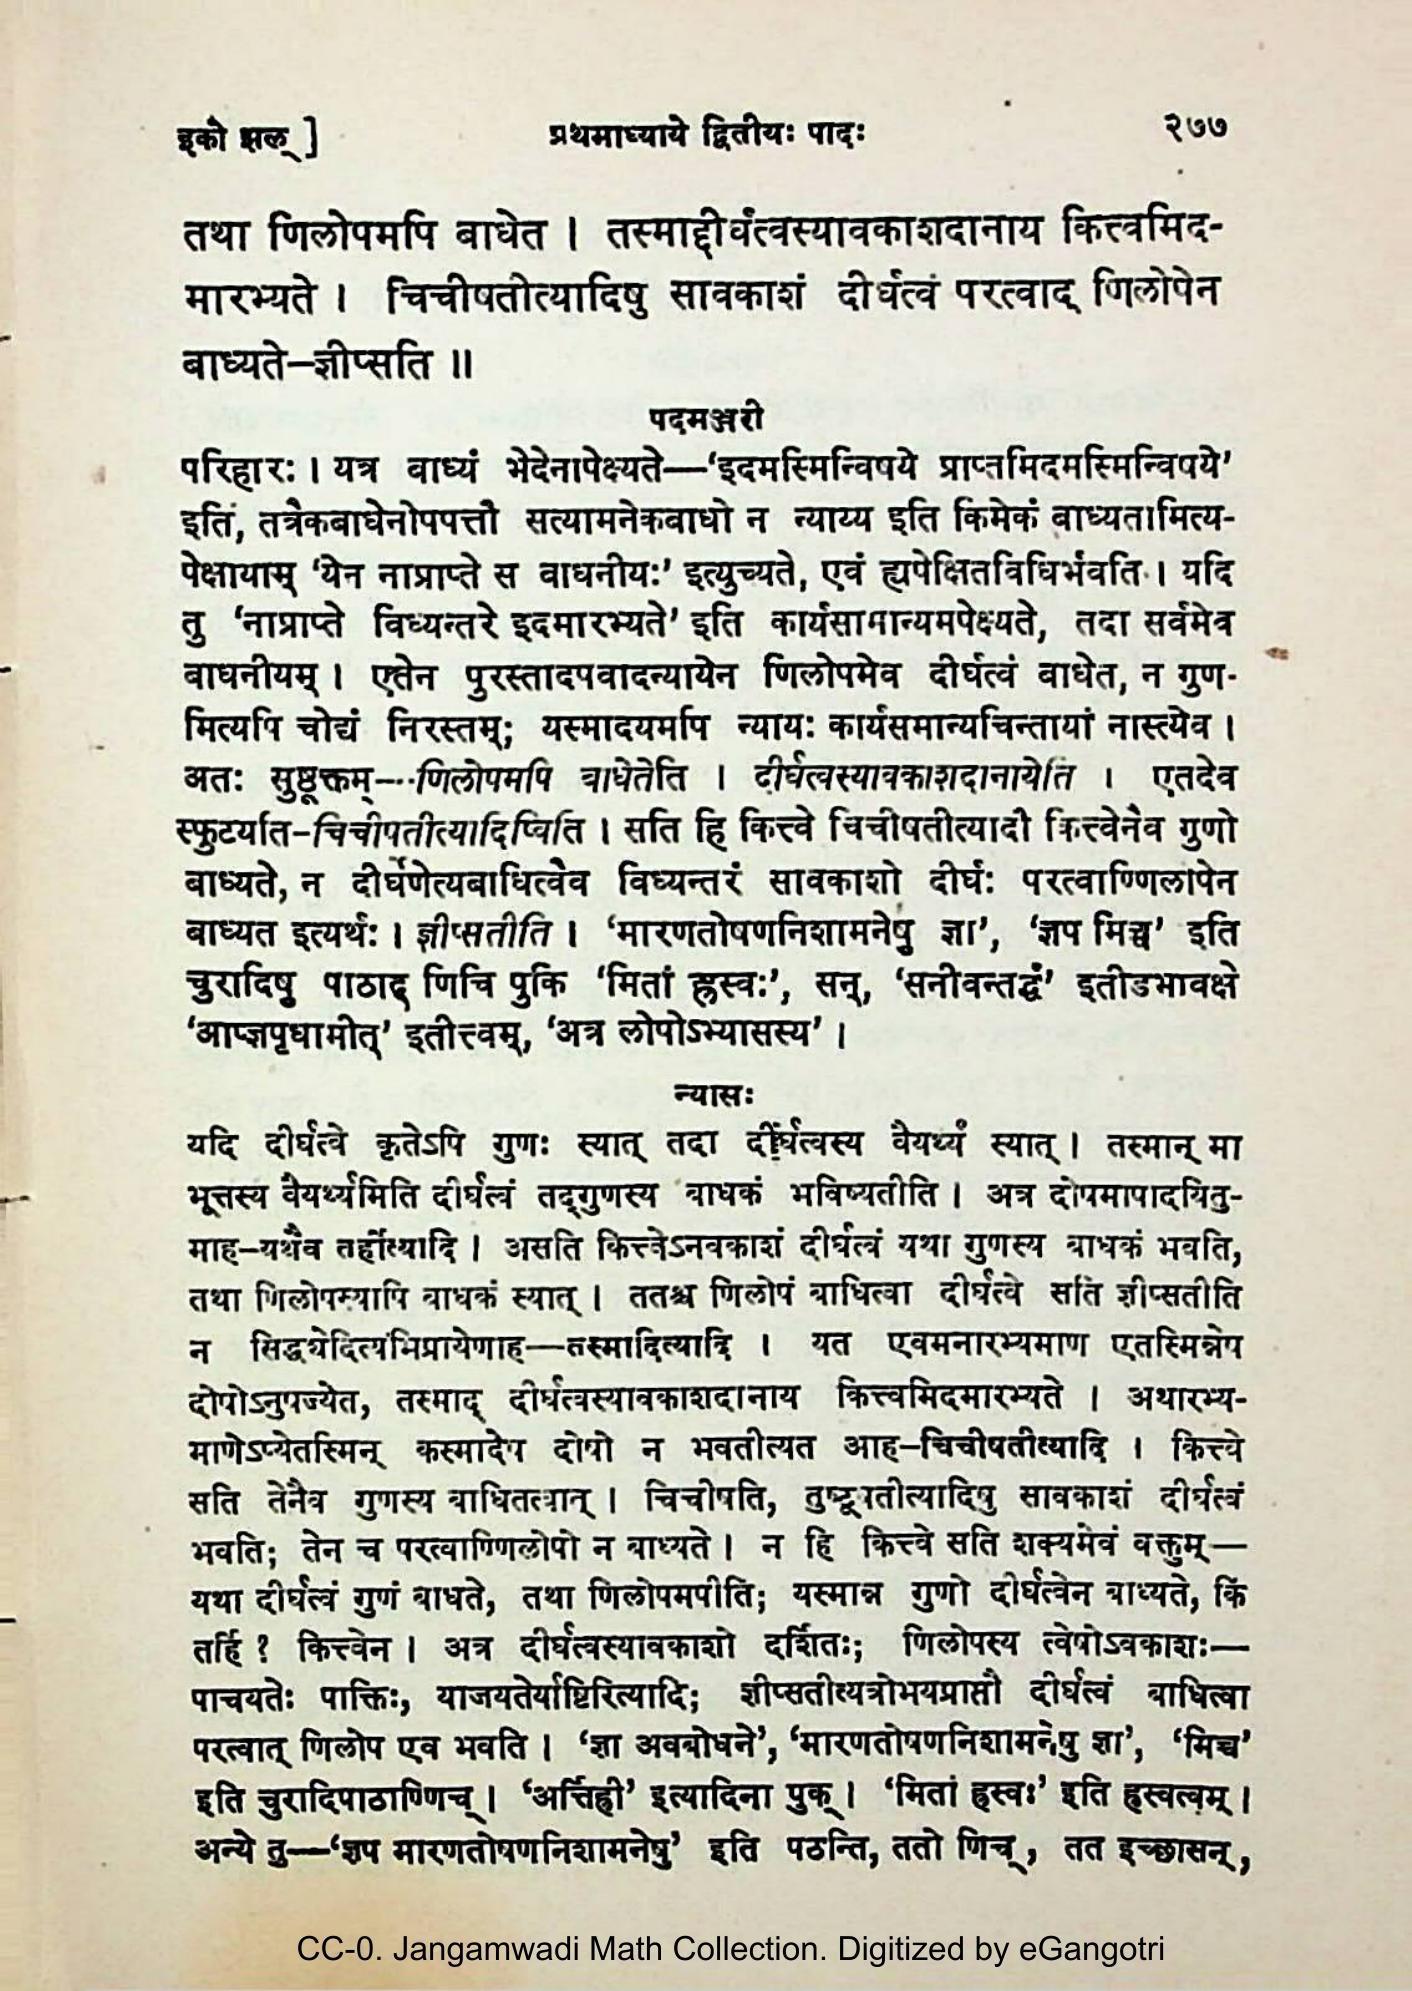 इको झल् ]
प्रथमाध्याये द्वितीयः पादः
२७७
तथा णिलोपमपि बाधेत । तस्माद्दीर्घत्वस्यावकाशदानाय कित्त्वमिद-
मारभ्यते । चिचीषतीत्यादिषु सावकाशं दीर्घत्वं परत्वाद् णिलोपेन
बाध्यते–ज्ञीप्सति ॥
पदमञ्जरी
परिहारः । यत्र बाध्यं भेदेनापेक्ष्यते—‘इदमस्मिन्विषये प्राप्तमिदमस्मिन्विषये’
इति, तत्रैकबाधेनोपपत्तौ सत्यामनेकबाधो न न्याय्य इति किमेकं बाध्यतामित्य-
पेक्षायाम् ‘येन नाप्राप्ते स बाधनीयः’ इत्युच्यते, एवं ह्यपेक्षितविधिर्भवति । यदि
तु ‘नाप्राप्ते विध्यन्तरे इदमारभ्यते’ इति कार्यसामान्यमपेक्ष्यते, तदा सर्वमेव
बाधनीयम् । एतेन पुरस्तादपवादन्यायेन णिलोपमेव दीर्घत्वं बाधेत, न गुण-
मित्यपि चोद्यं निरस्तम्; यस्मादयमपि न्यायः कार्यसमान्यचिन्तायां नास्त्येव ।
अतः सुष्ठूक्तम्–णिलोपमपि बाधेतेति । दीर्घत्वस्यावकाशदानायेति । एतदेव
स्फुटयति–चिचीषतीत्यादिष्विति । सति हि कित्त्वे चिचीषतीत्यादौ कित्त्वेनैव गुणो
बाध्यते, न दीर्घेणेत्यबाधित्वैव विध्यन्तरं सावकाशो दीर्घः परत्वाण्णिलोपेन
बाध्यत इत्यर्थः । ज्ञीप्सतीति । ‘मारणतोषणनिशामनेषु ज्ञा’, ‘ज्ञप मिच्च’ इति
चुरादिषु पाठाद् णिचि पुकि ‘मितां ह्रस्वः’, सन्, ‘सनीवन्तर्द्ध’ इतीडभावक्षे
‘आप्ज्ञपृधामीत्’ इतीत्त्वम्, ‘अत्र लोपोऽभ्यासस्य’ ।
न्यासः
यदि दीर्घत्वे कृतेऽपि गुणः स्यात् तदा दीर्घत्वस्य वैयर्थ्यं स्यात् । तस्मान् मा
भूत्तस्य वैयर्थ्यमिति दीर्घत्वं तद्गुणस्य बाधकं भविष्यतीति । अत्र दोषमापादयितु-
माह–यथैव तर्हीत्यादि । असति कित्त्वेऽनवकाशं दीर्घत्वं यथा गुणस्य बाधकं भवति,
तथा णिलोपस्यापि बाधकं स्यात् । ततश्च णिलोपं बाधित्वा दीर्घत्वे सति ज्ञीप्सतीति
न सिद्ध्येदित्यभिप्रायेणाह—तस्मादित्यादि । यत एवमनारभ्यमाण एतस्मिन्नेष
दोषोऽनुषज्येत, तस्माद् दीर्घत्वस्यावकाशदानाय कित्त्वमिदमारभ्यते । अथारभ्य-
माणेऽप्येतस्मिन् कस्मादेष दोषो न भवतीत्यत आह–चिचीषतीत्यादि । कित्त्वे
सति तेनैव गुणस्य बाधितत्वात् । चिचीषति, तुष्टूषतीत्यादिषु सावकाशं दीर्घत्वं
भवति; तेन च परत्वाण्णिलोपो न बाध्यते । न हि कित्त्वे सति शक्यमेवं वक्तुम्—
यथा दीर्घत्वं गुणं बाधते, तथा णिलोपमपीति; यस्मान्न गुणो दीर्घत्वेन बाध्यते, किं
तर्हि ? कित्त्वेन । अत्र दीर्घत्वस्यावकाशो दर्शितः; णिलोपस्य त्वेषोऽवकाशः—
पाचयतेः पाक्तिः, याजयतेर्याष्टिरित्यादि; ज्ञीप्सतीत्यत्रोभयप्राप्तौ दीर्घत्वं बाधित्वा
परत्वात् णिलोप एव भवति । ‘ज्ञा अवबोधने’, ‘मारणतोषणनिशामनेषु ज्ञा’, ‘मिच्च’
इति चुरादिपाठाण्णिच् । ‘अर्त्तिह्री’ इत्यादिना पुक् । ‘मितां ह्रस्वः’ इति ह्रस्वत्वम् ।
अन्ये तु—‘ज्ञप मारणतोषणनिशामनेषु’ इति पठन्ति, ततो णिच्, तत इच्छासन्,
CC-0. Jangamwadi Math Collection. Digitized by eGangotri